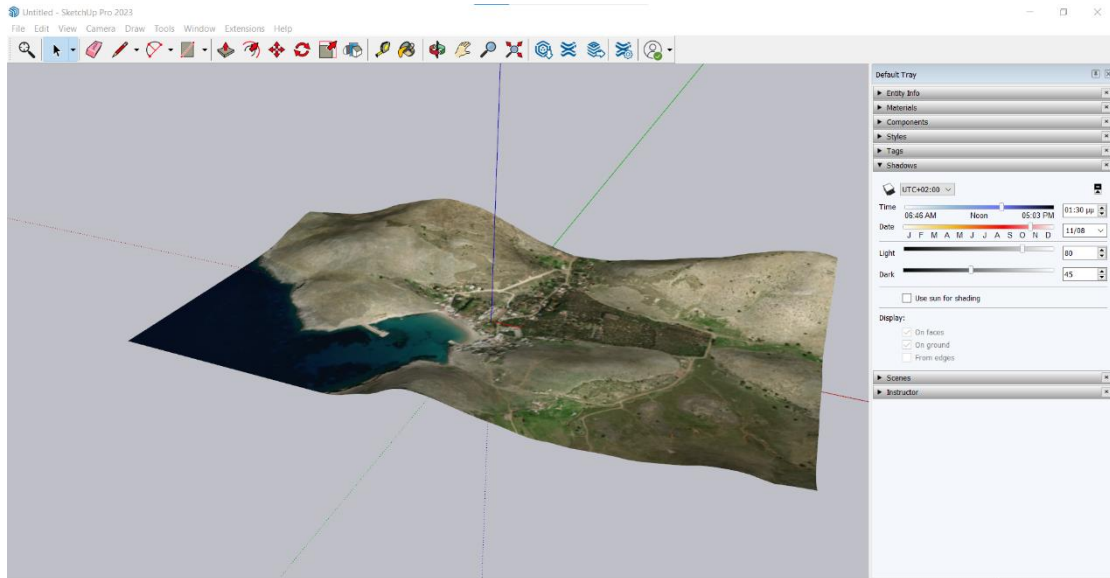 Untitled - SketchUp Pro 2023
File Edit View Camera Draw Tools Window Extensions Help
Default Tray
Entity Info
Materials
Components
Styles
Tags
Shadows
UTC+02:00
Time
06:46 AM Noon 05:03 PM
01:30 μμ
Date
J F M A M J J A S O N D
11/08
Light
80
Dark
45
Use sun for shading
Display:
On faces
On ground
From edges
Scenes
Instructor